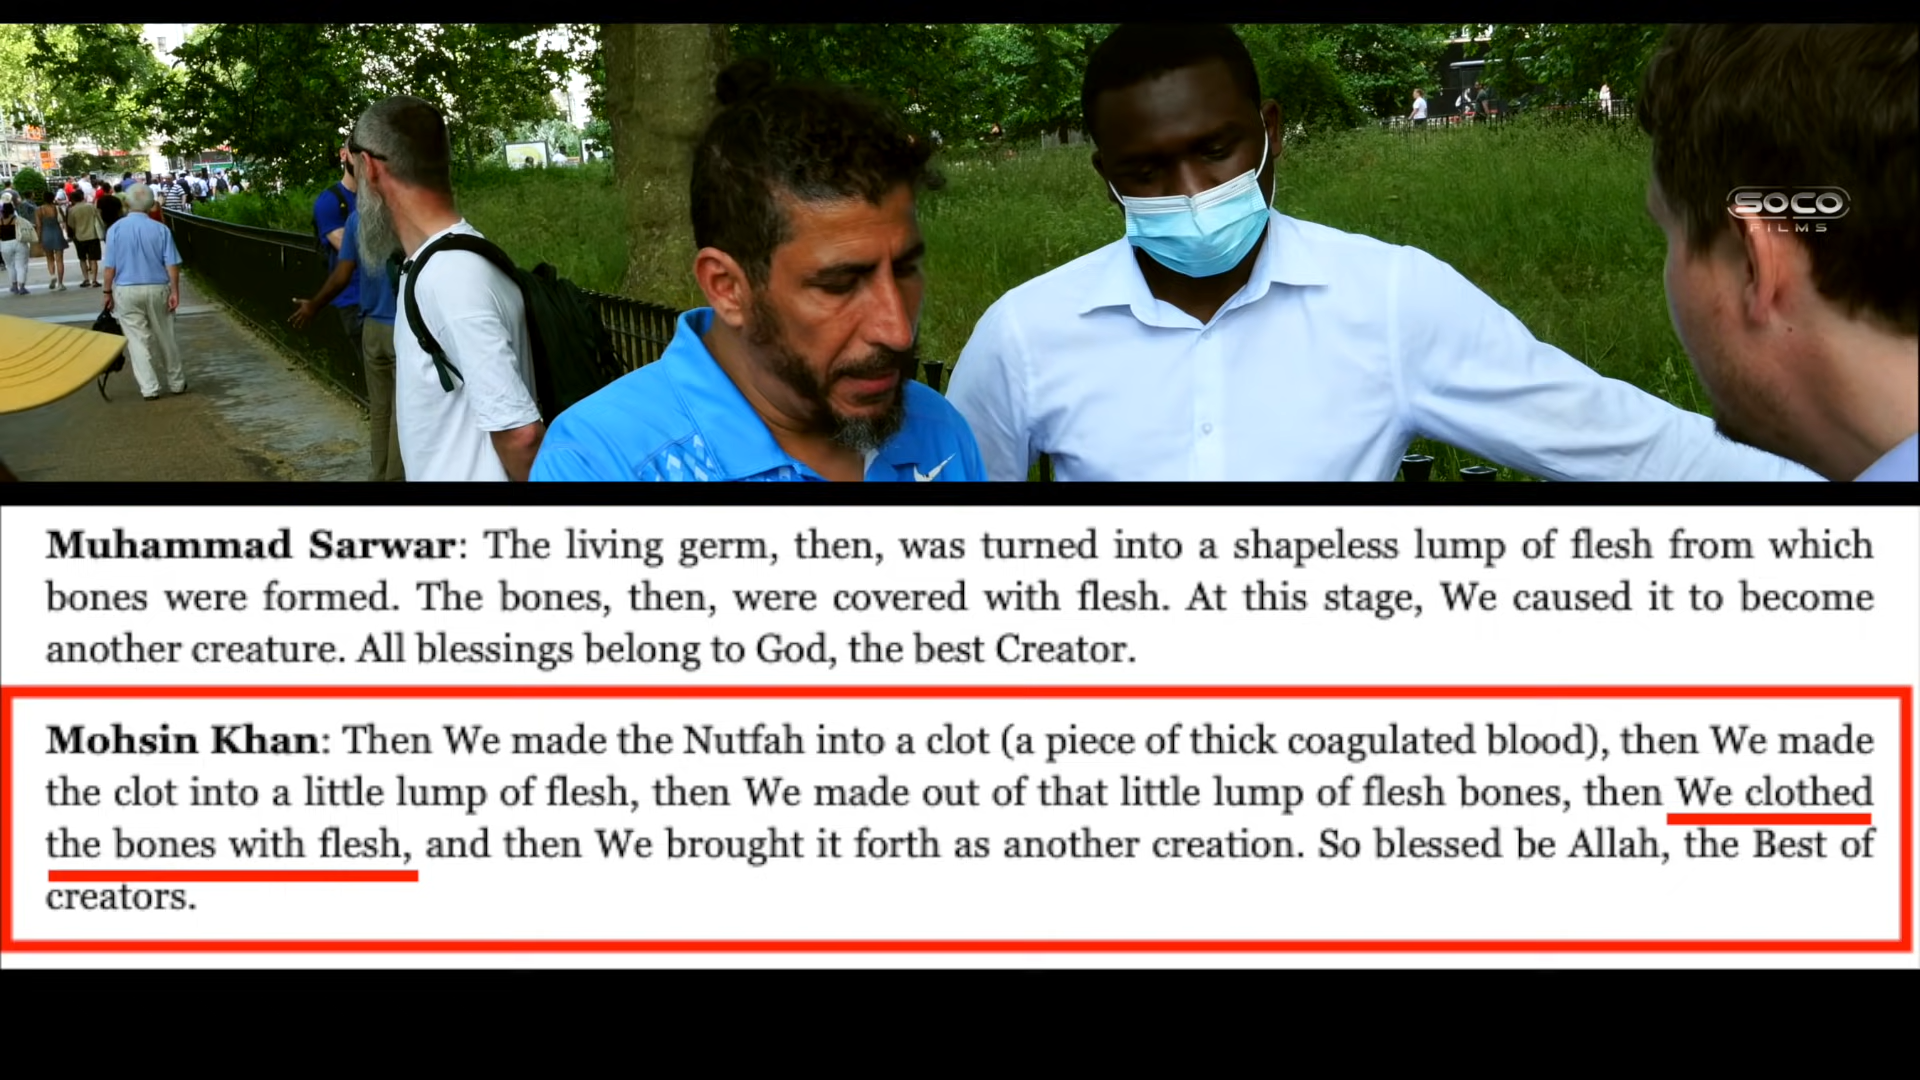 SOCO
FILMS
Muhammad Sarwar: The living germ, then, was turned into a shapeless lump of flesh from which
bones were formed. The bones, then, were covered with flesh. At this stage, We caused it to become
another creature. All blessings belong to God, the best Creator.
Mohsin Khan: Then We made the Nutfah into a clot (a piece of thick coagulated blood), then We made
the clot into a little lump of flesh, then We made out of that little lump of flesh bones, then We clothed
the bones with flesh, and then We brought it forth as another creation. So blessed be Allah, the Best of
creators.